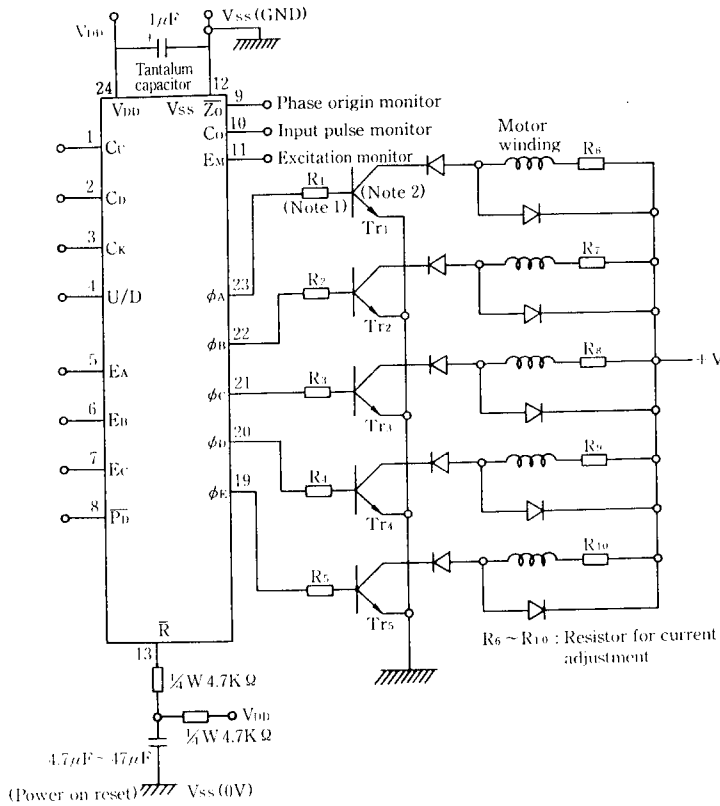 1μF
VDD
VSS (GND)
Tantalum
capacitor
24
12
VDD
VSS
Z̅O̅
9
Phase origin monitor
CO
10
Input pulse monitor
EM
11
Excitation monitor
1
CU
2
CD
3
CK
4
U/D
5
EA
6
EB
7
EC
8
P̅D̅
R̅
13
φA
23
φB
22
φC
21
φD
20
φE
19
R1
(Note 1)
(Note 2)
Tr1
R2
Tr2
R3
Tr3
R4
Tr4
R5
Tr5
Motor
winding
R6
R7
R8
R9
R10
+V
R6~R10 : Resistor for current
adjustment
¼W 4.7KΩ
VDD
¼W 4.7KΩ
4.7μF~47μF
(Power on reset)
VSS (0V)